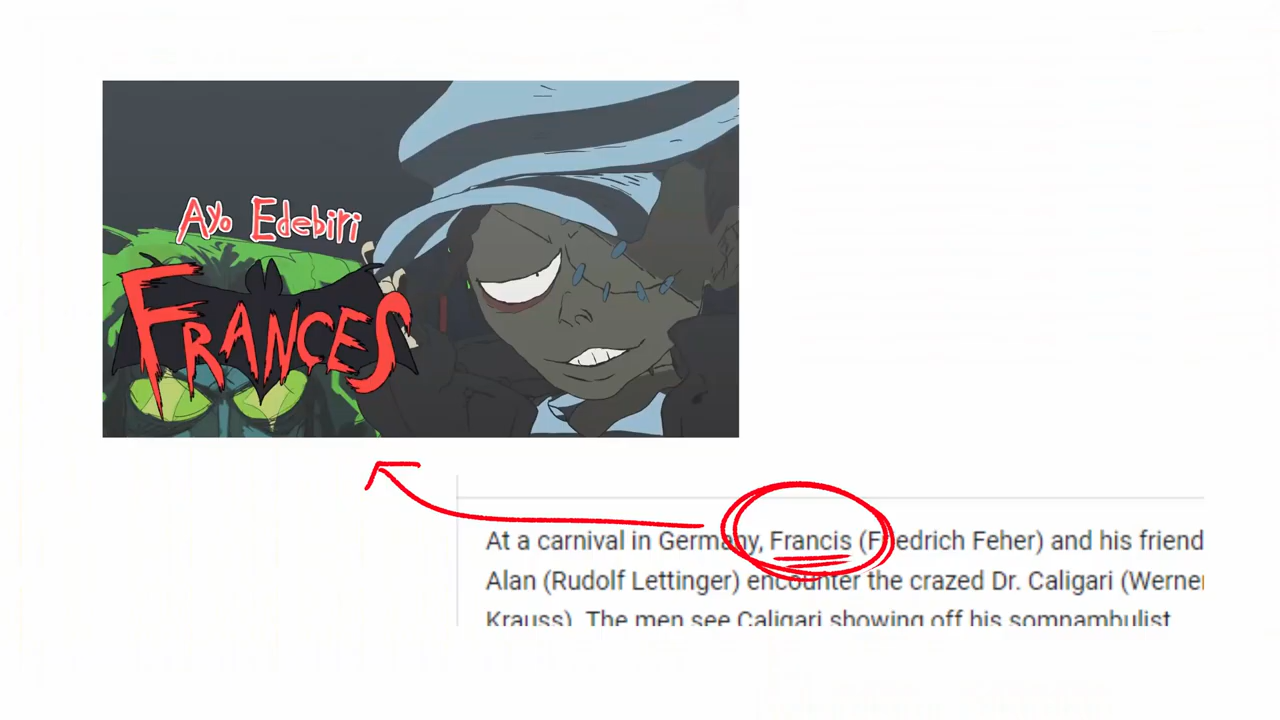 Ayo Edebiri
FRANCES
At a carnival in Germany, Francis (Friedrich Feher) and his friend
Alan (Rudolf Lettinger) encounter the crazed Dr. Caligari (Werner
Krauss). The men see Caligari showing off his somnambulist